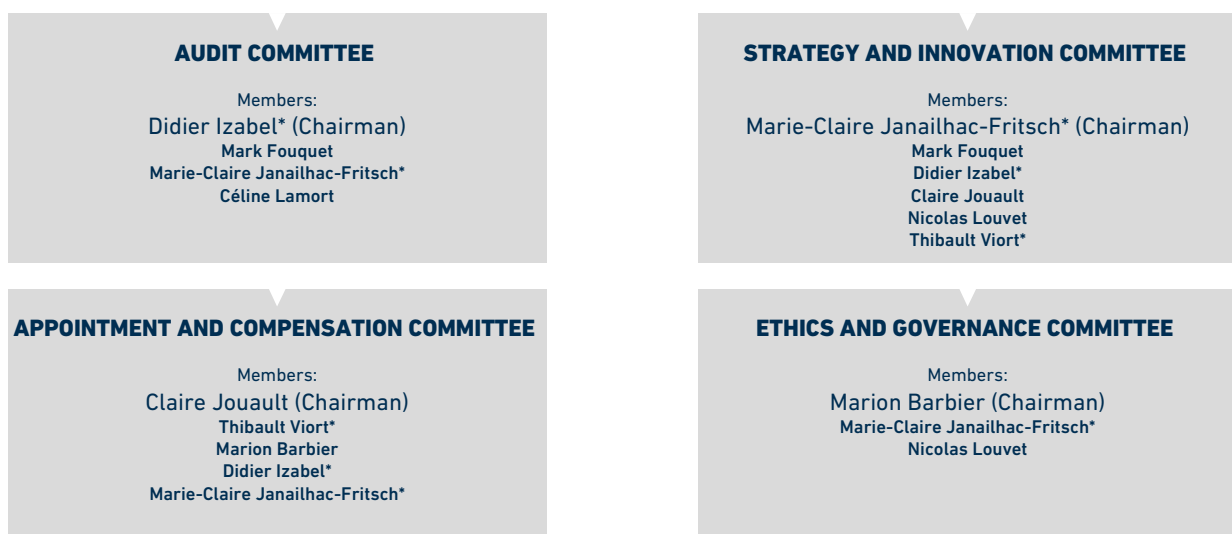 AUDIT COMMITTEE
Members:
Didier Izabel* (Chairman)
Mark Fouquet
Marie-Claire Janailhac-Fritsch*
Céline Lamort
STRATEGY AND INNOVATION COMMITTEE
Members:
Marie-Claire Janailhac-Fritsch* (Chairman)
Mark Fouquet
Didier Izabel*
Claire Jouault
Nicolas Louvet
Thibault Viort*
APPOINTMENT AND COMPENSATION COMMITTEE
Members:
Claire Jouault (Chairman)
Thibault Viort*
Marion Barbier
Didier Izabel*
Marie-Claire Janailhac-Fritsch*
ETHICS AND GOVERNANCE COMMITTEE
Members:
Marion Barbier (Chairman)
Marie-Claire Janailhac-Fritsch*
Nicolas Louvet